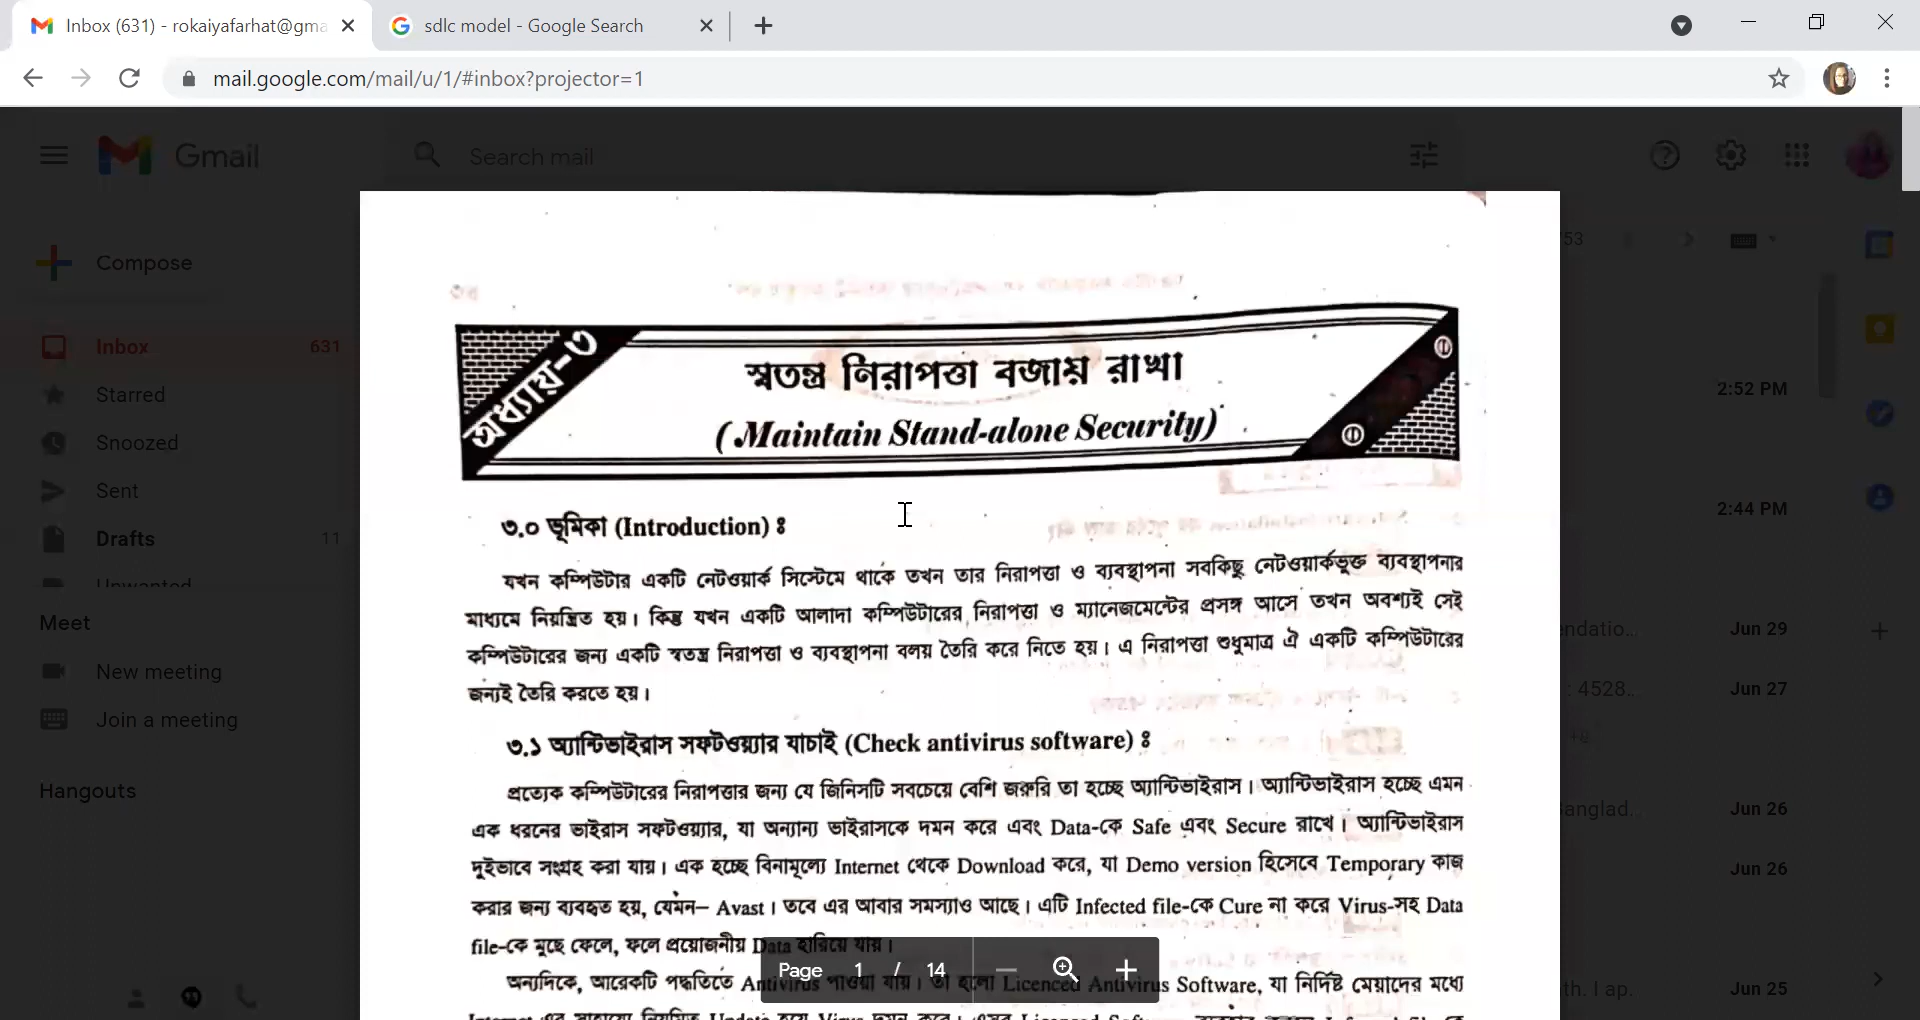 Inbox (631) - rokaiyafarhat@gma
sdlc model - Google Search
mail.google.com/mail/u/1/#inbox?projector=1
Gmail
Search mail
Compose
53
Inbox 631
Starred
2:52 PM
Snoozed
Sent
2:44 PM
Drafts 11
Unwanted
Meet
New meeting
Join a meeting
Hangouts
অধ্যায়-৩
স্বতন্ত্র নিরাপত্তা বজায় রাখা
(Maintain Stand-alone Security)
৩.০ ভূমিকা (Introduction) ঃ
যখন কম্পিউটার একটি নেটওয়ার্ক সিস্টেমে থাকে তখন তার নিরাপত্তা ও ব্যবস্থাপনা সবকিছু নেটওয়ার্কভুক্ত ব্যবস্থাপনার
মাধ্যমে নিয়ন্ত্রিত হয়। কিন্তু যখন একটি আলাদা কম্পিউটারের নিরাপত্তা ও ম্যানেজমেন্টের প্রসঙ্গ আসে তখন অবশ্যই সেই
কম্পিউটারের জন্য একটি স্বতন্ত্র নিরাপত্তা ও ব্যবস্থাপনা বলয় তৈরি করে নিতে হয়। এ নিরাপত্তা শুধুমাত্র ঐ একটি কম্পিউটারের
জন্যই তৈরি করতে হয়।
৩.১ অ্যান্টিভাইরাস সফটওয়্যার যাচাই (Check antivirus software) ঃ
প্রত্যেক কম্পিউটারের নিরাপত্তার জন্য যে জিনিসটি সবচেয়ে বেশি জরুরি তা হচ্ছে অ্যান্টিভাইরাস। অ্যান্টিভাইরাস হচ্ছে এমন
এক ধরনের ভাইরাস সফটওয়্যার, যা অন্যান্য ভাইরাসকে দমন করে এবং Data-কে Safe এবং Secure রাখে। অ্যান্টিভাইরাস
দুইভাবে সংগ্রহ করা যায়। এক হচ্ছে বিনামূল্যে Internet থেকে Download করে, যা Demo version হিসেবে Temporary কাজ
করার জন্য ব্যবহৃত হয়, যেমন– Avast। তবে এর আবার সমস্যাও আছে। এটি Infected file-কে Cure না করে Virus-সহ Data
file-কে মুছে ফেলে, ফলে প্রয়োজনীয় Data হারিয়ে যায়।
অন্যদিকে, আরেকটি পদ্ধতিতে Antivirus পাওয়া যায়। তা হলো Licenced Antivirus Software, যা নির্দিষ্ট মেয়াদের মধ্যে
Page 1 / 14
endatio... Jun 29
: 4528... Jun 27
+8
anglad... Jun 26
Jun 26
th. I ap. Jun 25